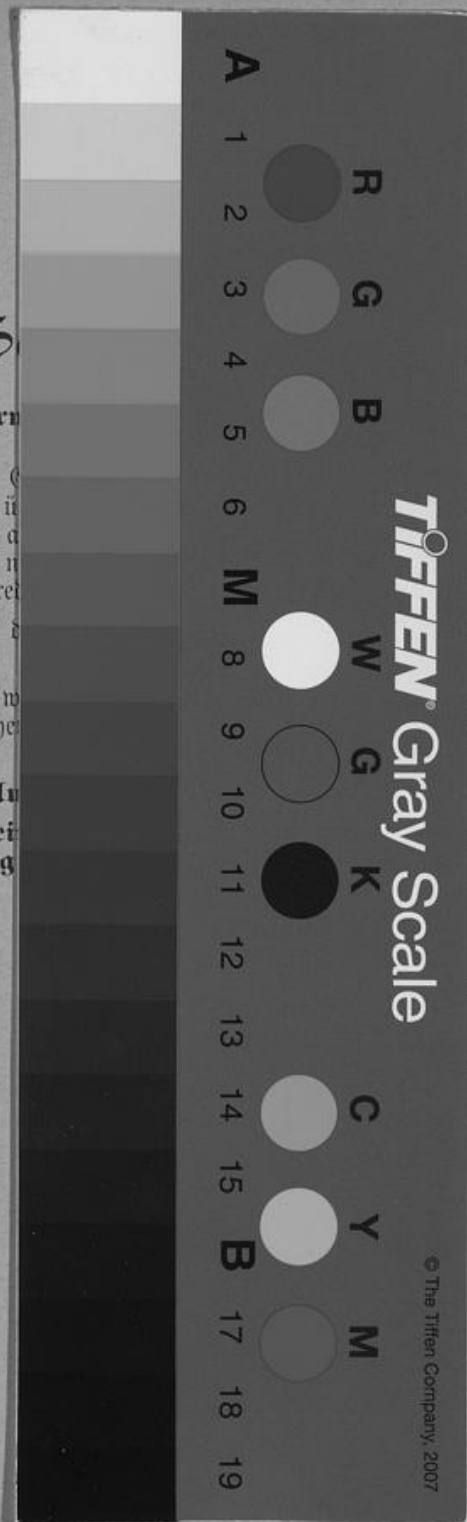 TIFFEN® Gray Scale
© The Tiffen Company, 2007
R G B W G K C Y M
A 1 2 3 4 5 6 M 8 9 10 11 12 13 14 15 B 17 18 19